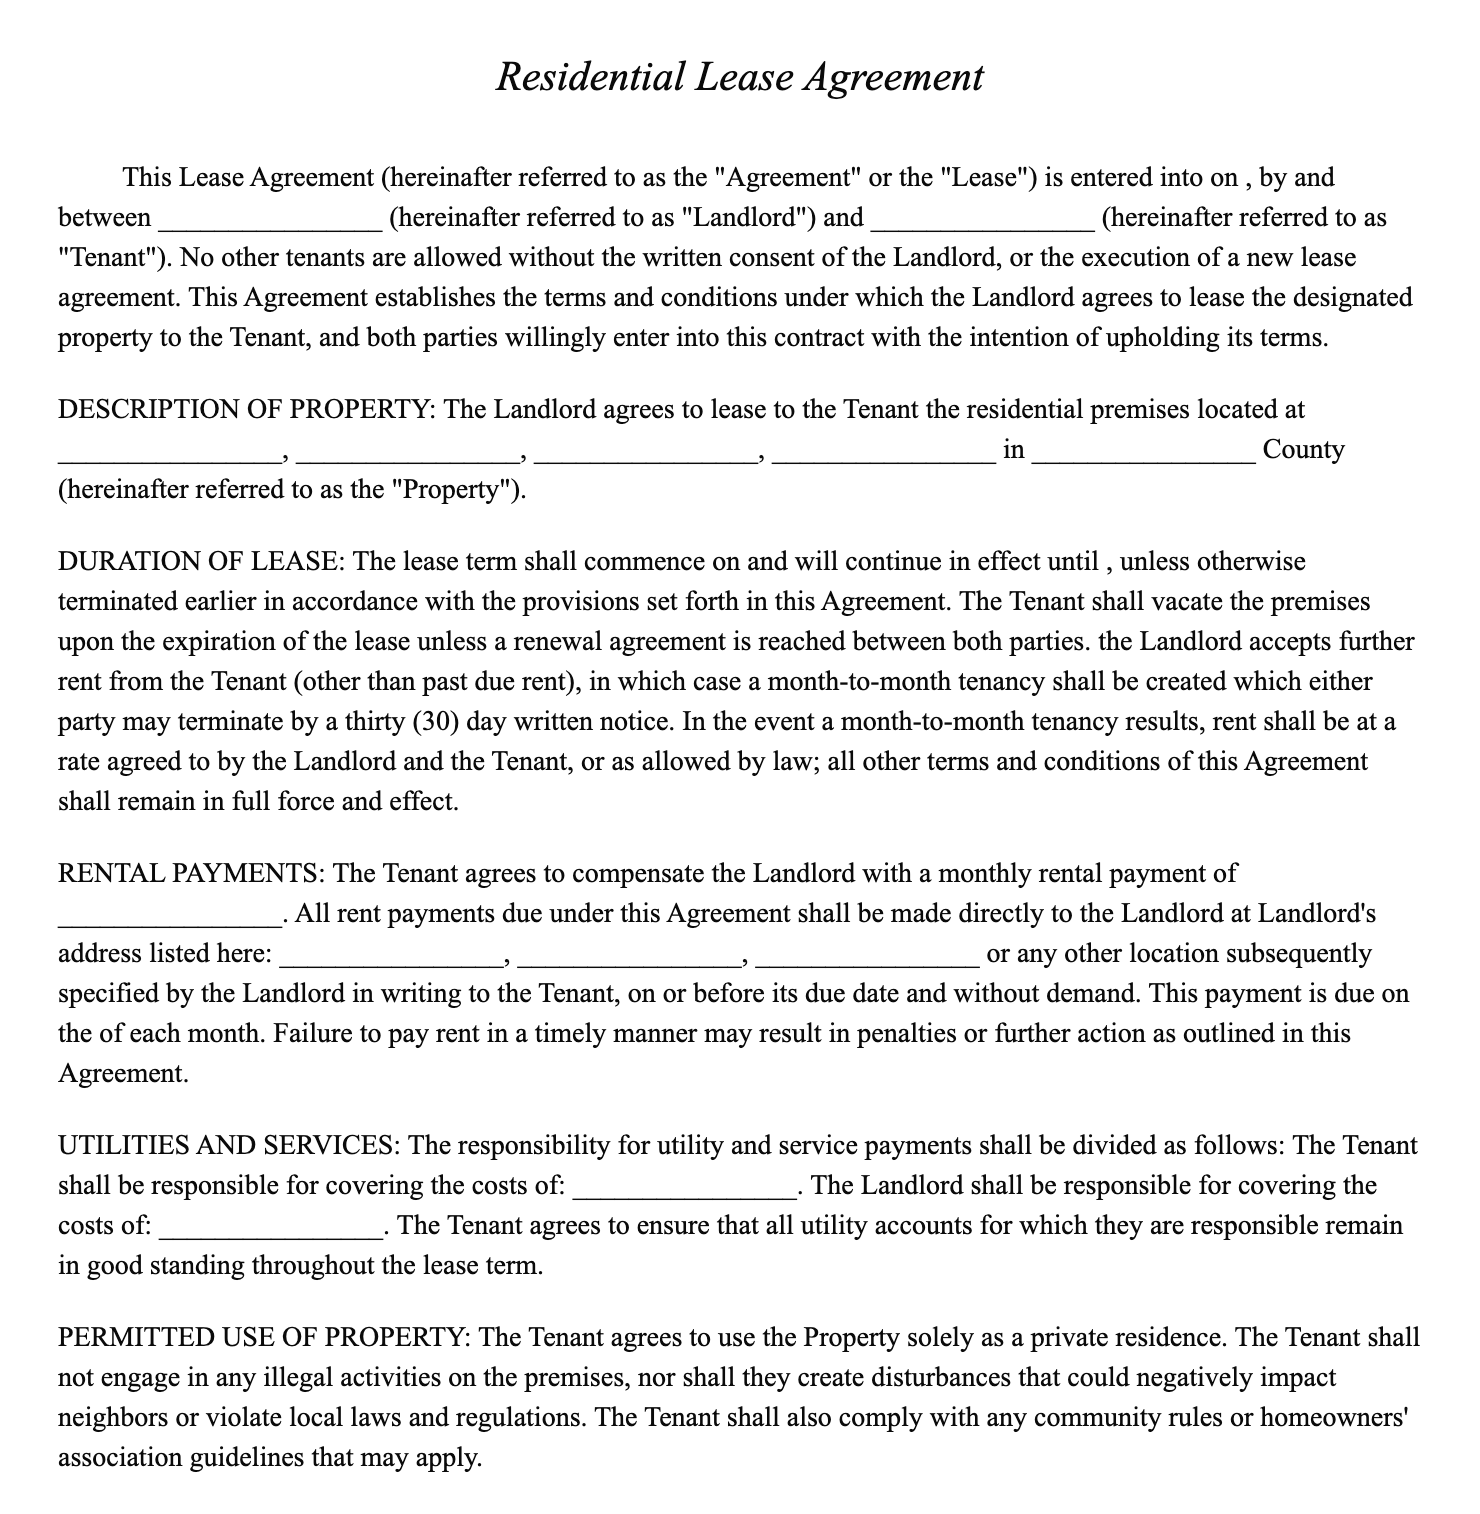 Residential Lease Agreement
This Lease Agreement (hereinafter referred to as the "Agreement" or the "Lease") is entered into on , by and
between ________________ (hereinafter referred to as "Landlord") and ________________ (hereinafter referred to as
"Tenant"). No other tenants are allowed without the written consent of the Landlord, or the execution of a new lease
agreement. This Agreement establishes the terms and conditions under which the Landlord agrees to lease the designated
property to the Tenant, and both parties willingly enter into this contract with the intention of upholding its terms.
DESCRIPTION OF PROPERTY: The Landlord agrees to lease to the Tenant the residential premises located at
________________, ________________, ________________, ________________ in ________________ County
(hereinafter referred to as the "Property").
DURATION OF LEASE: The lease term shall commence on and will continue in effect until , unless otherwise
terminated earlier in accordance with the provisions set forth in this Agreement. The Tenant shall vacate the premises
upon the expiration of the lease unless a renewal agreement is reached between both parties. the Landlord accepts further
rent from the Tenant (other than past due rent), in which case a month-to-month tenancy shall be created which either
party may terminate by a thirty (30) day written notice. In the event a month-to-month tenancy results, rent shall be at a
rate agreed to by the Landlord and the Tenant, or as allowed by law; all other terms and conditions of this Agreement
shall remain in full force and effect.
RENTAL PAYMENTS: The Tenant agrees to compensate the Landlord with a monthly rental payment of
________________. All rent payments due under this Agreement shall be made directly to the Landlord at Landlord's
address listed here: ________________, ________________, ________________ or any other location subsequently
specified by the Landlord in writing to the Tenant, on or before its due date and without demand. This payment is due on
the of each month. Failure to pay rent in a timely manner may result in penalties or further action as outlined in this
Agreement.
UTILITIES AND SERVICES: The responsibility for utility and service payments shall be divided as follows: The Tenant
shall be responsible for covering the costs of: ________________. The Landlord shall be responsible for covering the
costs of: ________________. The Tenant agrees to ensure that all utility accounts for which they are responsible remain
in good standing throughout the lease term.
PERMITTED USE OF PROPERTY: The Tenant agrees to use the Property solely as a private residence. The Tenant shall
not engage in any illegal activities on the premises, nor shall they create disturbances that could negatively impact
neighbors or violate local laws and regulations. The Tenant shall also comply with any community rules or homeowners'
association guidelines that may apply.